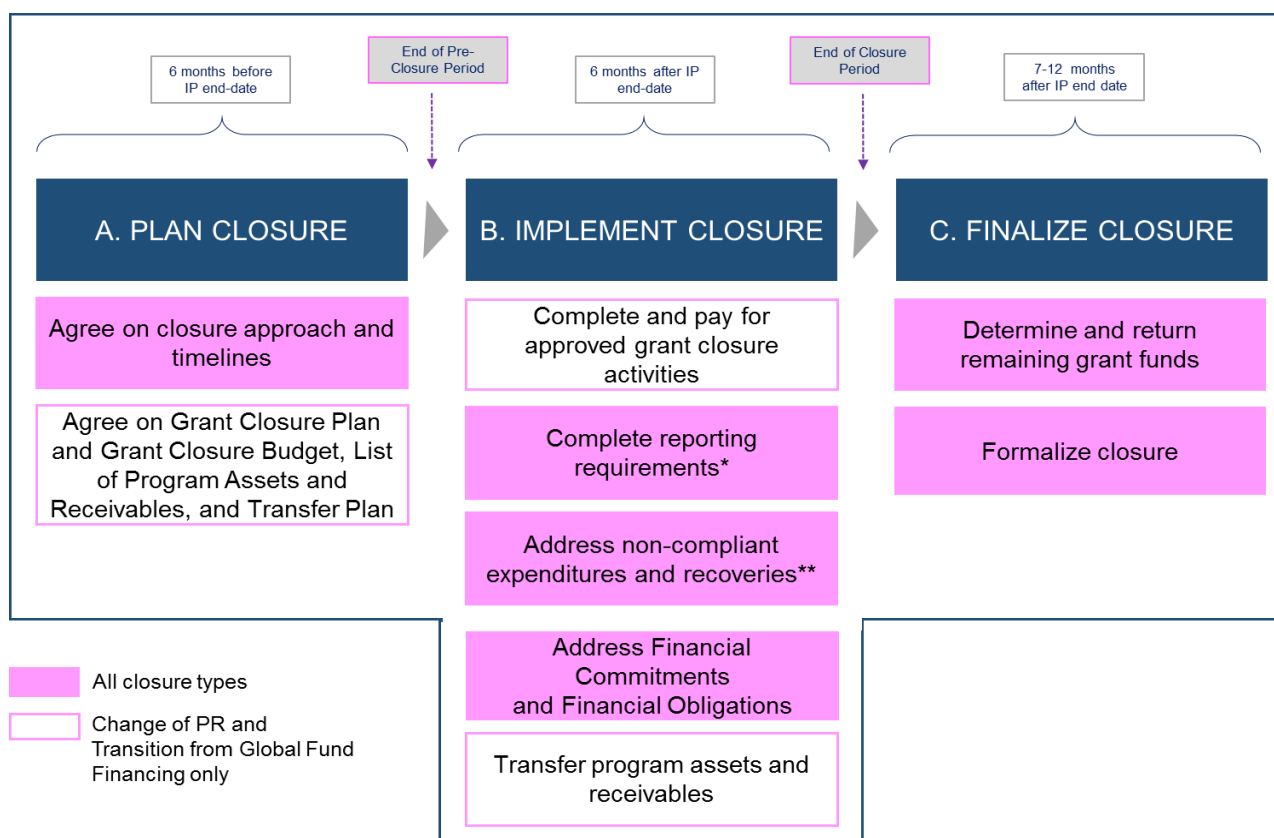 6 months before
IP end-date
End of Pre-
Closure Period
6 months after IP
end-date
End of Closure
Period
7-12 months
after IP end date
A. PLAN CLOSURE
B. IMPLEMENT CLOSURE
C. FINALIZE CLOSURE
Agree on closure approach and
timelines
Agree on Grant Closure Plan
and Grant Closure Budget, List
of Program Assets and
Receivables, and Transfer Plan
Complete and pay for
approved grant closure
activities
Complete reporting
requirements*
Address non-compliant
expenditures and recoveries**
Address Financial
Commitments
and Financial Obligations
Transfer program assets and
receivables
Determine and return
remaining grant funds
Formalize closure
All closure types
Change of PR and
Transition from Global Fund
Financing only